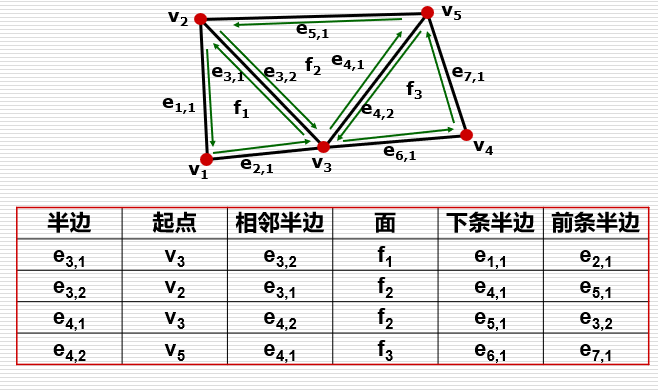 v2
v5
e5,1
e3,1
e3,2
f2
e4,1
e7,1
f3
e1,1
f1
e4,2
v4
v1
e2,1
v3
e6,1
半边 起点 相邻半边 面 下条半边 前条半边
e3,1 v3 e3,2 f1 e1,1 e2,1
e3,2 v2 e3,1 f2 e4,1 e5,1
e4,1 v3 e4,2 f2 e5,1 e3,2
e4,2 v5 e4,1 f3 e6,1 e7,1